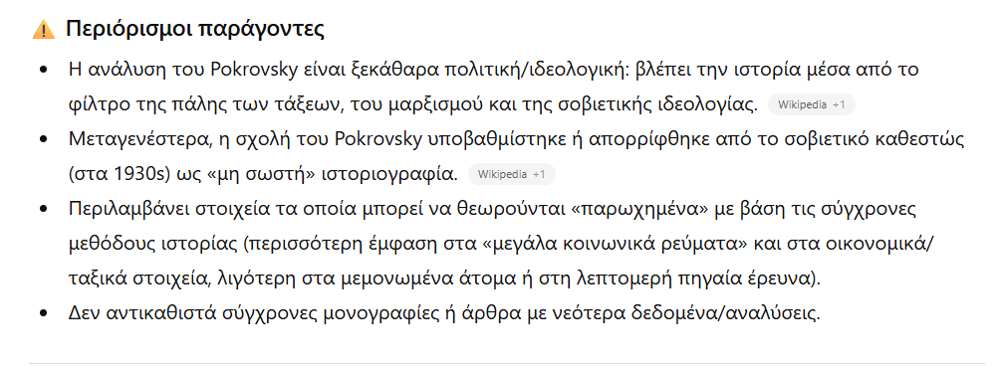 ⚠ Περιόρισμοι παράγοντες
• Η ανάλυση του Pokrovsky είναι ξεκάθαρα πολιτική/ιδεολογική: βλέπει την ιστορία μέσα από το
φίλτρο της πάλης των τάξεων, του μαρξισμού και της σοβιετικής ιδεολογίας. Wikipedia +1
• Μεταγενέστερα, η σχολή του Pokrovsky υποβαθμίστηκε ή απορρίφθηκε από το σοβιετικό καθεστώς
(στα 1930s) ως «μη σωστή» ιστοριογραφία. Wikipedia +1
• Περιλαμβάνει στοιχεία τα οποία μπορεί να θεωρούνται «παρωχημένα» με βάση τις σύγχρονες
μεθόδους ιστορίας (περισσότερη έμφαση στα «μεγάλα κοινωνικά ρεύματα» και στα οικονομικά/
ταξικά στοιχεία, λιγότερη στα μεμονωμένα άτομα ή στη λεπτομερή πηγαία έρευνα).
• Δεν αντικαθιστά σύγχρονες μονογραφίες ή άρθρα με νεότερα δεδομένα/αναλύσεις.